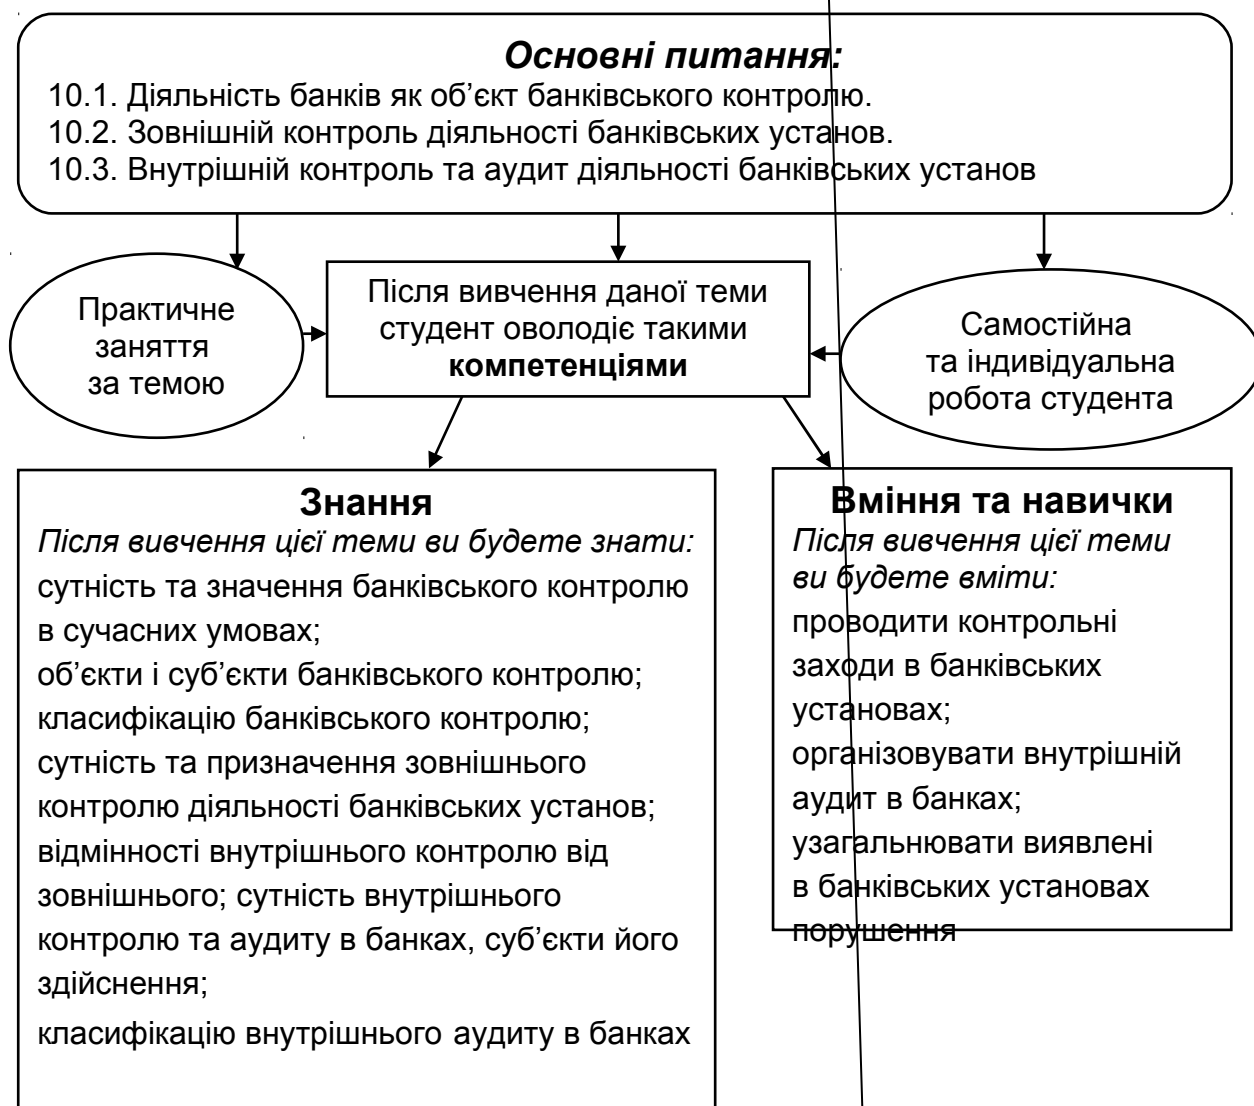 Основні питання:
10.1. Діяльність банків як об’єкт банківського контролю.
10.2. Зовнішній контроль діяльності банківських установ.
10.3. Внутрішній контроль та аудит діяльності банківських установ
Практичне
заняття
за темою
Після вивчення даної теми
студент оволодіє такими
компетенціями
Самостійна
та індивідуальна
робота студента
Знання
Після вивчення цієї теми ви будете знати:
сутність та значення банківського контролю
в сучасних умовах;
об’єкти і суб’єкти банківського контролю;
класифікацію банківського контролю;
сутність та призначення зовнішнього
контролю діяльності банківських установ;
відмінності внутрішнього контролю від
зовнішнього; сутність внутрішнього
контролю та аудиту в банках, суб’єкти його
здійснення;
класифікацію внутрішнього аудиту в банках
Вміння та навички
Після вивчення цієї теми
ви будете вміти:
проводити контрольні
заходи в банківських
установах;
організовувати внутрішній
аудит в банках;
узагальнювати виявлені
в банківських установах
порушення